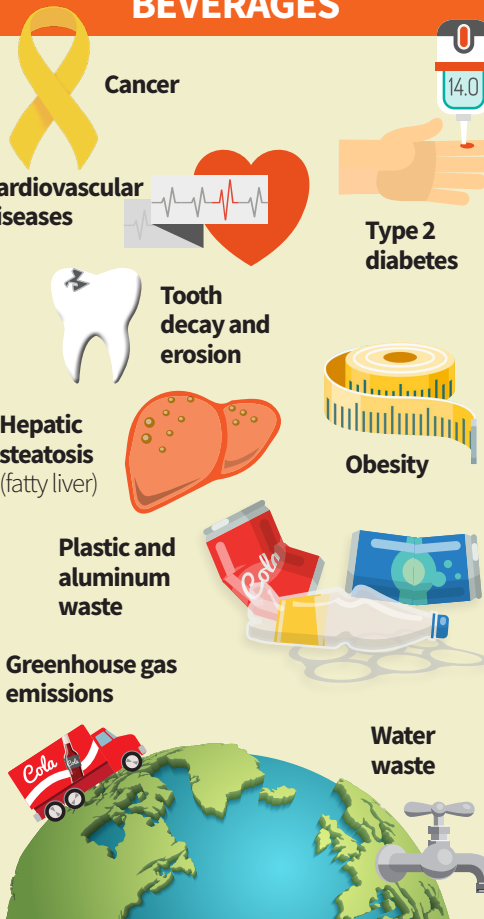 BEVERAGES
Cancer
14.0
ardiovascular
iseases
Type 2
diabetes
Tooth
decay and
erosion
Hepatic
steatosis
(fatty liver)
Obesity
Plastic and
aluminum
waste
Cola
Greenhouse gas
emissions
Cola
Cola
Water
waste